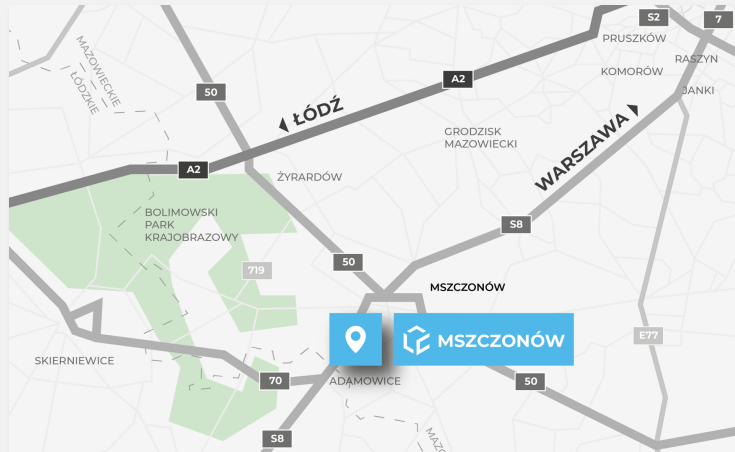 S2
7
PRUSZKÓW
RASZYN
KOMORÓW
JANKI
MAZOWIECKIE
ŁÓDZKIE
50
A2
ŁÓDŹ
GRODZISK
MAZOWIECKI
WARSZAWA
A2
ŻYRARDÓW
BOLIMOWSKI
PARK
KRAJOBRAZOWY
S8
50
719
MSZCZONÓW
MSZCZONÓW
E77
SKIERNIEWICE
70
ADAMOWICE
50
S8